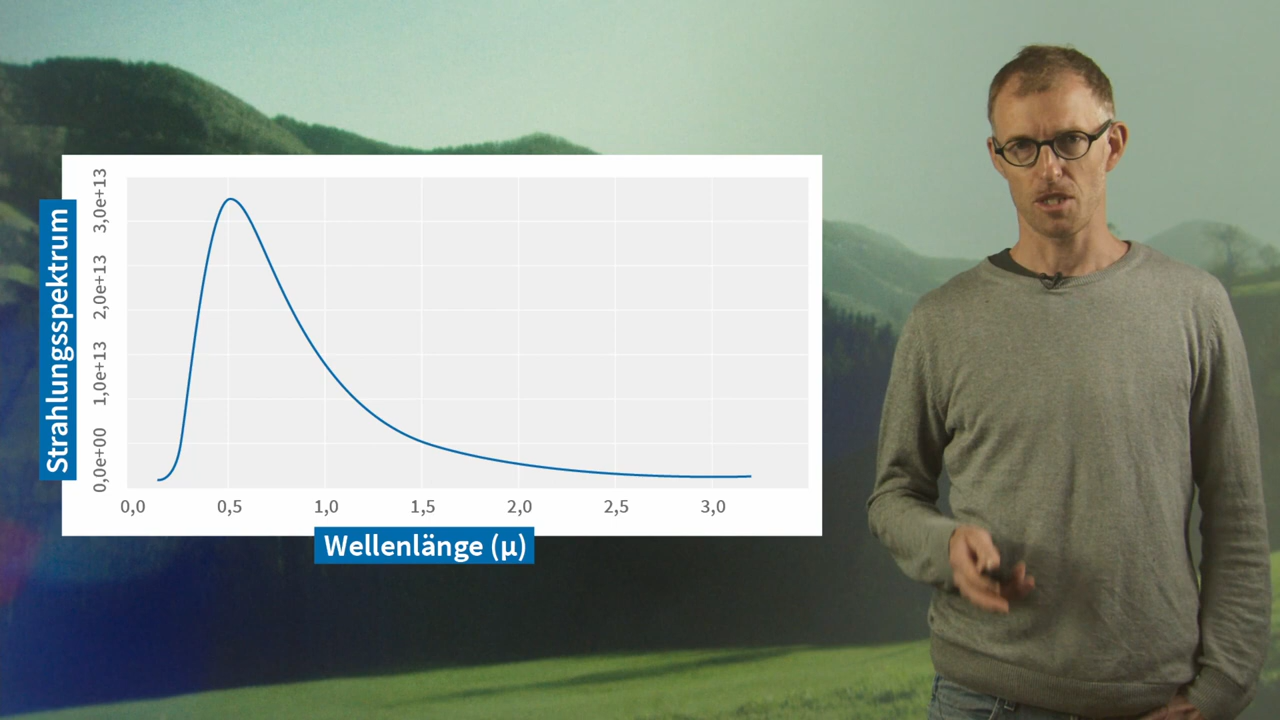 Strahlungsspektrum
3,0e+13
2,0e+13
1,0e+13
0,0e+00
0,0 0,5 1,0 1,5 2,0 2,5 3,0
Wellenlänge (μ)